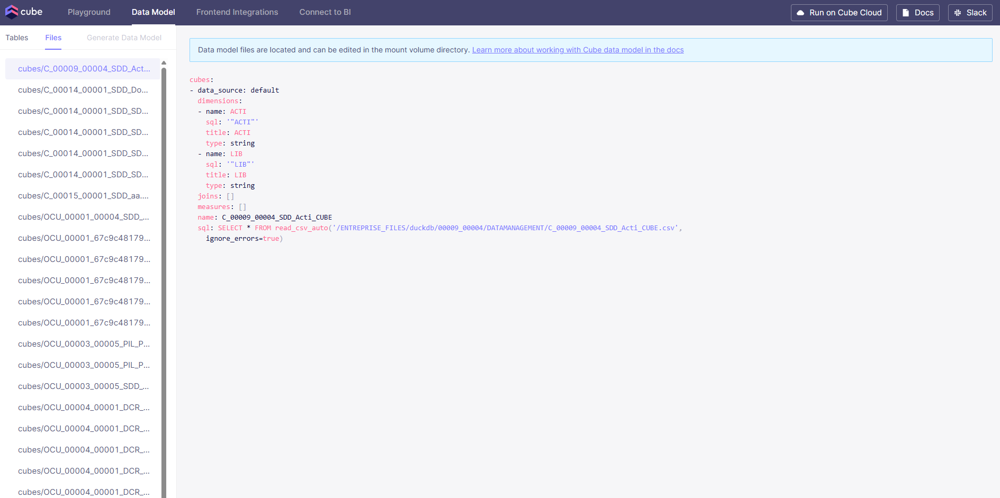 cube Playground Data Model Frontend Integrations Connect to BI Run on Cube Cloud Docs Slack
Tables Files Generate Data Model
Data model files are located and can be edited in the mount volume directory. Learn more about working with Cube data model in the docs
cubes/C_00009_00004_SDD_Act...
cubes/C_00014_00001_SDD_Do...
cubes/C_00014_00001_SDD_SD...
cubes/C_00014_00001_SDD_SD...
cubes/C_00014_00001_SDD_SD...
cubes/C_00014_00001_SDD_SD...
cubes/C_00015_00001_SDD_aa....
cubes/OCU_00001_00004_SDD_...
cubes/OCU_00001_67c9c48179...
cubes/OCU_00001_67c9c48179...
cubes/OCU_00001_67c9c48179...
cubes/OCU_00001_67c9c48179...
cubes/OCU_00001_67c9c48179...
cubes/OCU_00003_00005_PIL_P...
cubes/OCU_00003_00005_PIL_P...
cubes/OCU_00003_00005_SDD_...
cubes/OCU_00004_00001_DCR_...
cubes/OCU_00004_00001_DCR_...
cubes/OCU_00004_00001_DCR_...
cubes/OCU_00004_00001_DCR_...
cubes/OCU_00004_00001_DCR_...
cubes:
- data_source: default
dimensions:
- name: ACTI
sql: '"ACTI"'
title: ACTI
type: string
- name: LIB
sql: '"LIB"'
title: LIB
type: string
joins: []
measures: []
name: C_00009_00004_SDD_Acti_CUBE
sql: SELECT * FROM read_csv_auto('/ENTREPRISE_FILES/duckdb/00009_00004/DATAMANAGEMENT/C_00009_00004_SDD_Acti_CUBE.csv',
ignore_errors=true)